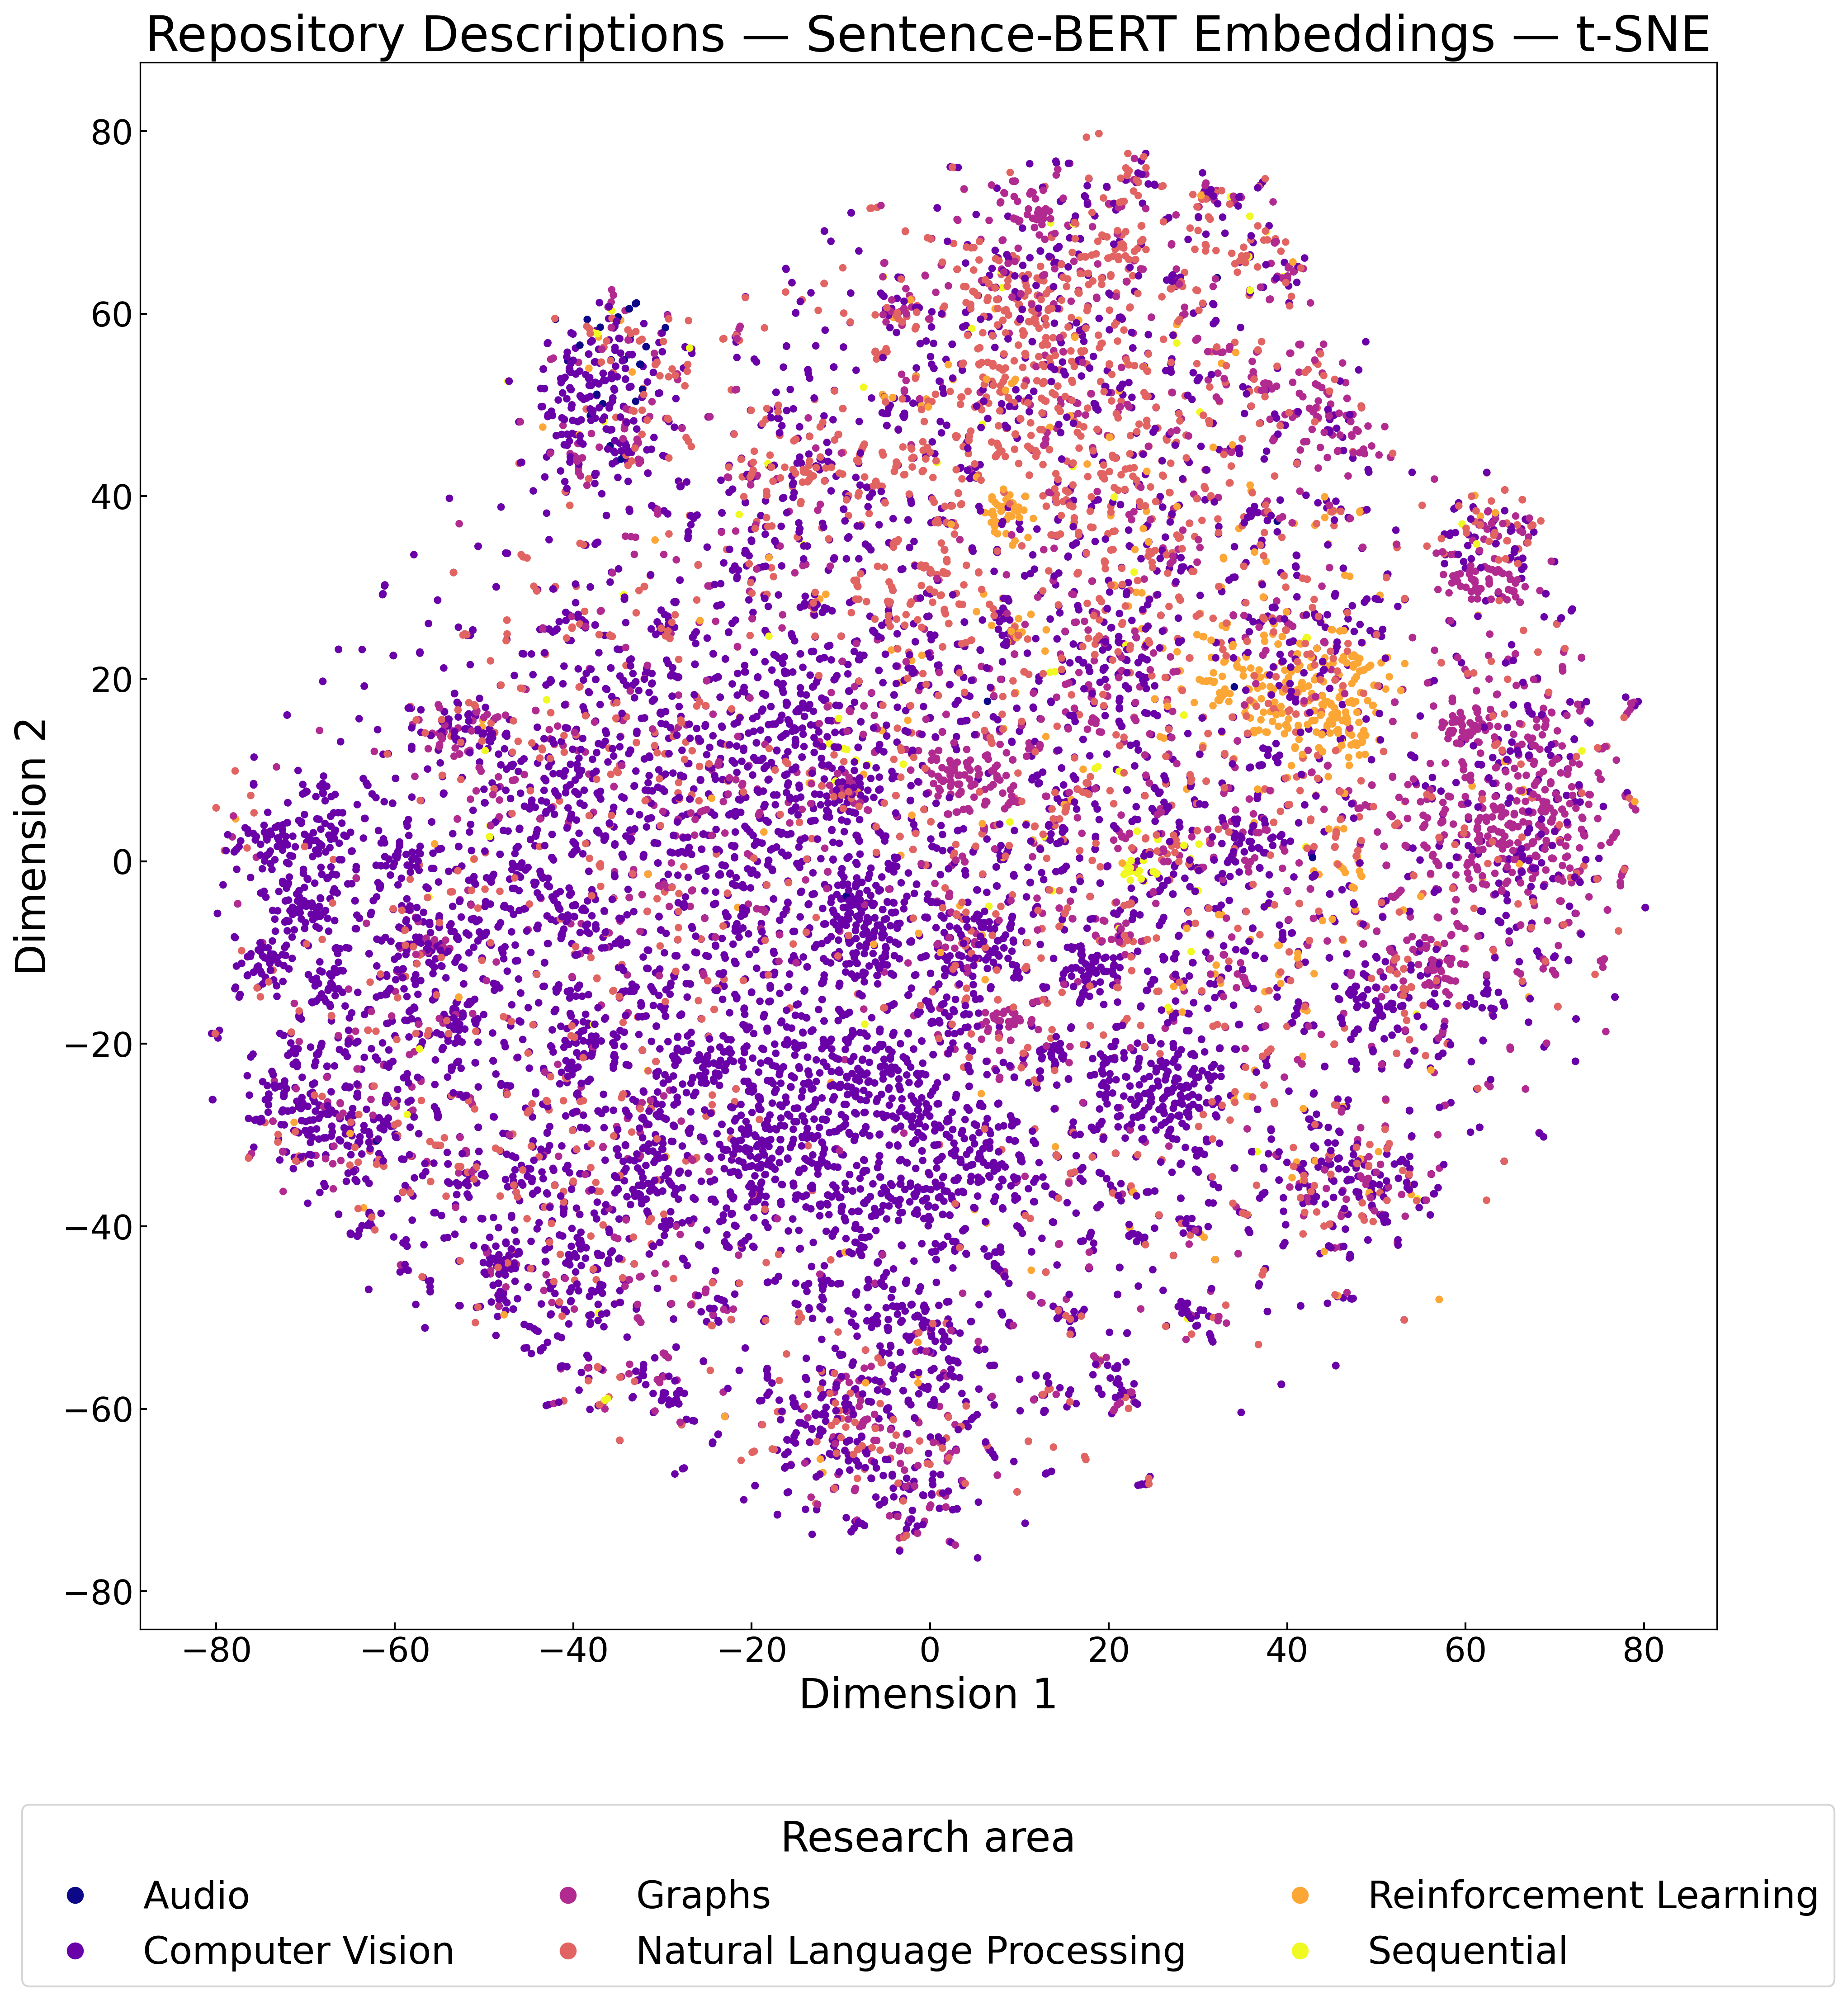 Repository Descriptions — Sentence-BERT Embeddings — t-SNE
80
60
40
20
0
−20
−40
−60
−80
Dimension 2
−80 −60 −40 −20 0 20 40 60 80
Dimension 1
Research area
Audio Graphs Reinforcement Learning
Computer Vision Natural Language Processing Sequential